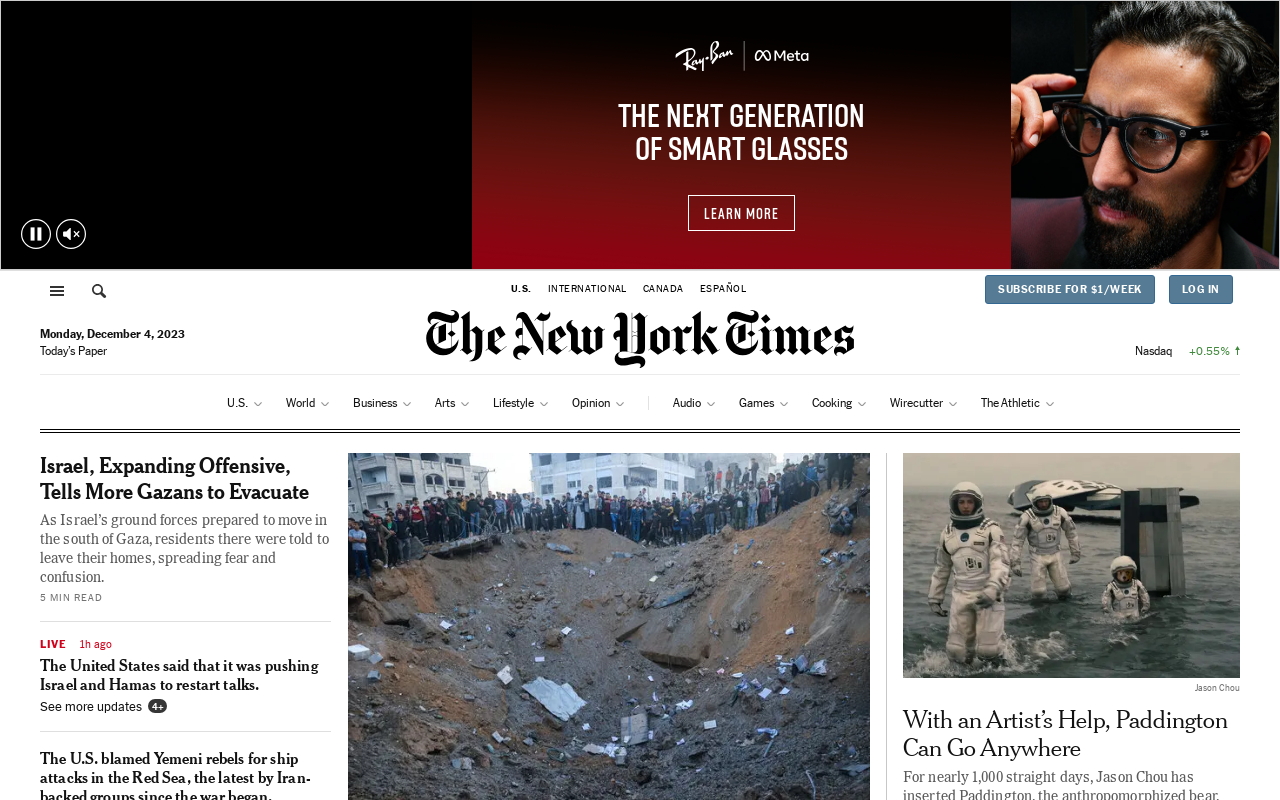 Ray-Ban | Meta
THE NEXT GENERATION
OF SMART GLASSES
LEARN MORE
U.S. INTERNATIONAL CANADA ESPAÑOL
SUBSCRIBE FOR $1/WEEK
LOG IN
Monday, December 4, 2023
Today's Paper
The New York Times
Nasdaq +0.55%
U.S. World Business Arts Lifestyle Opinion Audio Games Cooking Wirecutter The Athletic
Israel, Expanding Offensive,
Tells More Gazans to Evacuate
As Israel's ground forces prepared to move in
the south of Gaza, residents there were told to
leave their homes, spreading fear and
confusion.
5 MIN READ
LIVE 1h ago
The United States said that it was pushing
Israel and Hamas to restart talks.
See more updates 4+
The U.S. blamed Yemeni rebels for ship
attacks in the Red Sea, the latest by Iran-
backed groups since the war began.
Jason Chou
With an Artist's Help, Paddington
Can Go Anywhere
For nearly 1,000 straight days, Jason Chou has
inserted Paddington, the anthropomorphized bear,